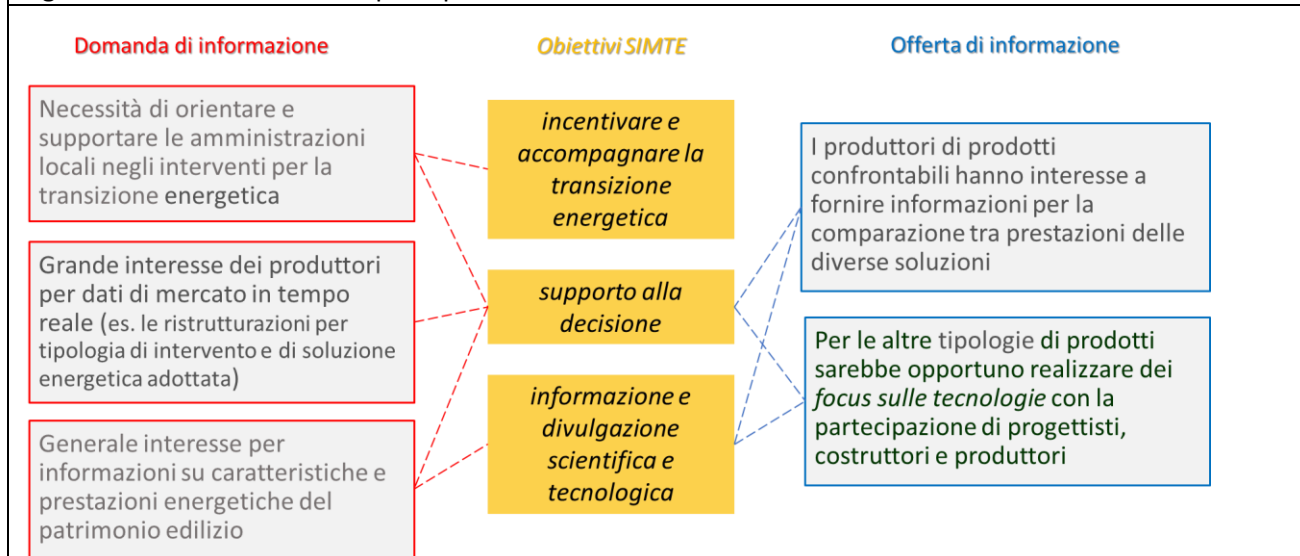 Domanda di informazione
Necessità di orientare e
supportare le amministrazioni
locali negli interventi per la
transizione energetica
Grande interesse dei produttori
per dati di mercato in tempo
reale (es. le ristrutturazioni per
tipologia di intervento e di soluzione
energetica adottata)
Generale interesse per
informazioni su caratteristiche e
prestazioni energetiche del
patrimonio edilizio
Obiettivi SIMTE
incentivare e
accompagnare la
transizione
energetica
supporto alla
decisione
informazione e
divulgazione
scientifica e
tecnologica
Offerta di informazione
I produttori di prodotti
confrontabili hanno interesse a
fornire informazioni per la
comparazione tra prestazioni delle
diverse soluzioni
Per le altre tipologie di prodotti
sarebbe opportuno realizzare dei
focus sulle tecnologie con la
partecipazione di progettisti,
costruttori e produttori